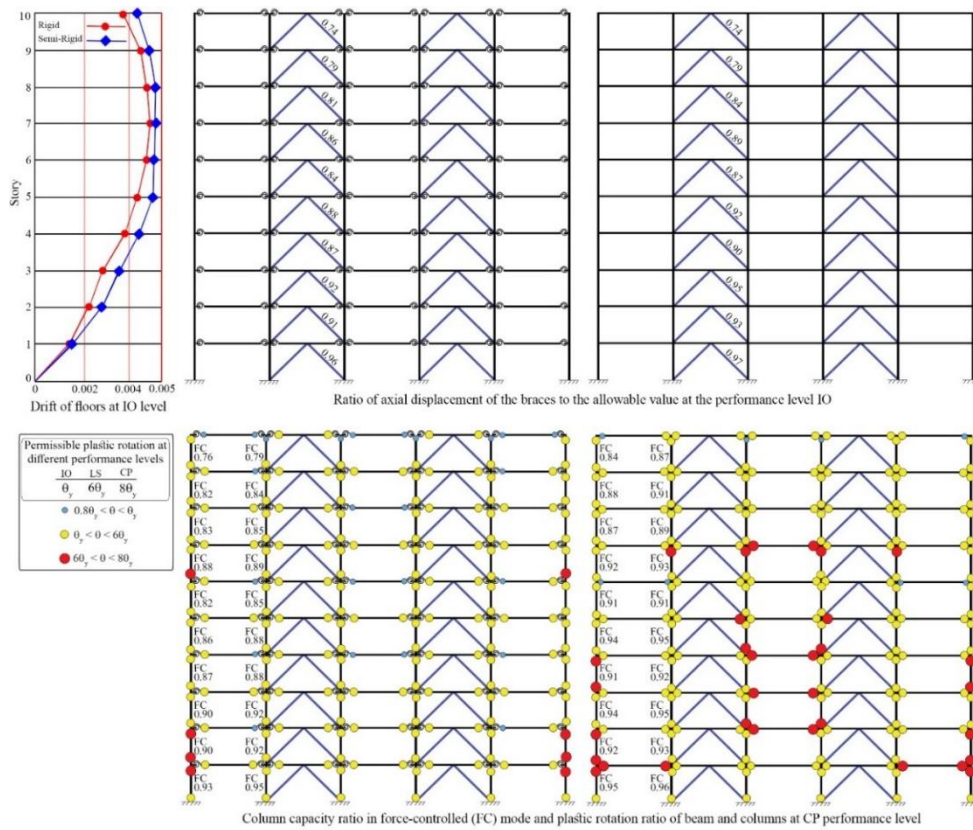 10
9
8
7
6
5
4
3
2
1
0
Story
Rigid
Semi-Rigid
0
0.002
0.004
0.005
Drift of floors at IO level
0.74
0.79
0.81
0.86
0.84
0.88
0.87
0.92
0.91
0.96
0.74
0.79
0.84
0.89
0.87
0.92
0.90
0.95
0.93
0.97
Ratio of axial displacement of the braces to the allowable value at the performance level IO
Permissible plastic rotation at
different performance levels
IO LS CP
θy 6θy 8θy
0.8θy < θ < θy
θy < θ < 6θy
6θy < θ < 8θy
FC FC
0.76 0.79
FC FC
0.82 0.84
FC FC
0.83 0.85
FC FC
0.88 0.89
FC FC
0.82 0.85
FC FC
0.86 0.88
FC FC
0.87 0.88
FC FC
0.90 0.92
FC FC
0.90 0.92
FC FC
0.93 0.95
FC FC
0.84 0.87
FC FC
0.88 0.91
FC FC
0.87 0.89
FC FC
0.92 0.93
FC FC
0.91 0.91
FC FC
0.94 0.95
FC FC
0.91 0.92
FC FC
0.94 0.95
FC FC
0.92 0.93
FC FC
0.95 0.96
Column capacity ratio in force-controlled (FC) mode and plastic rotation ratio of beam and columns at CP performance level